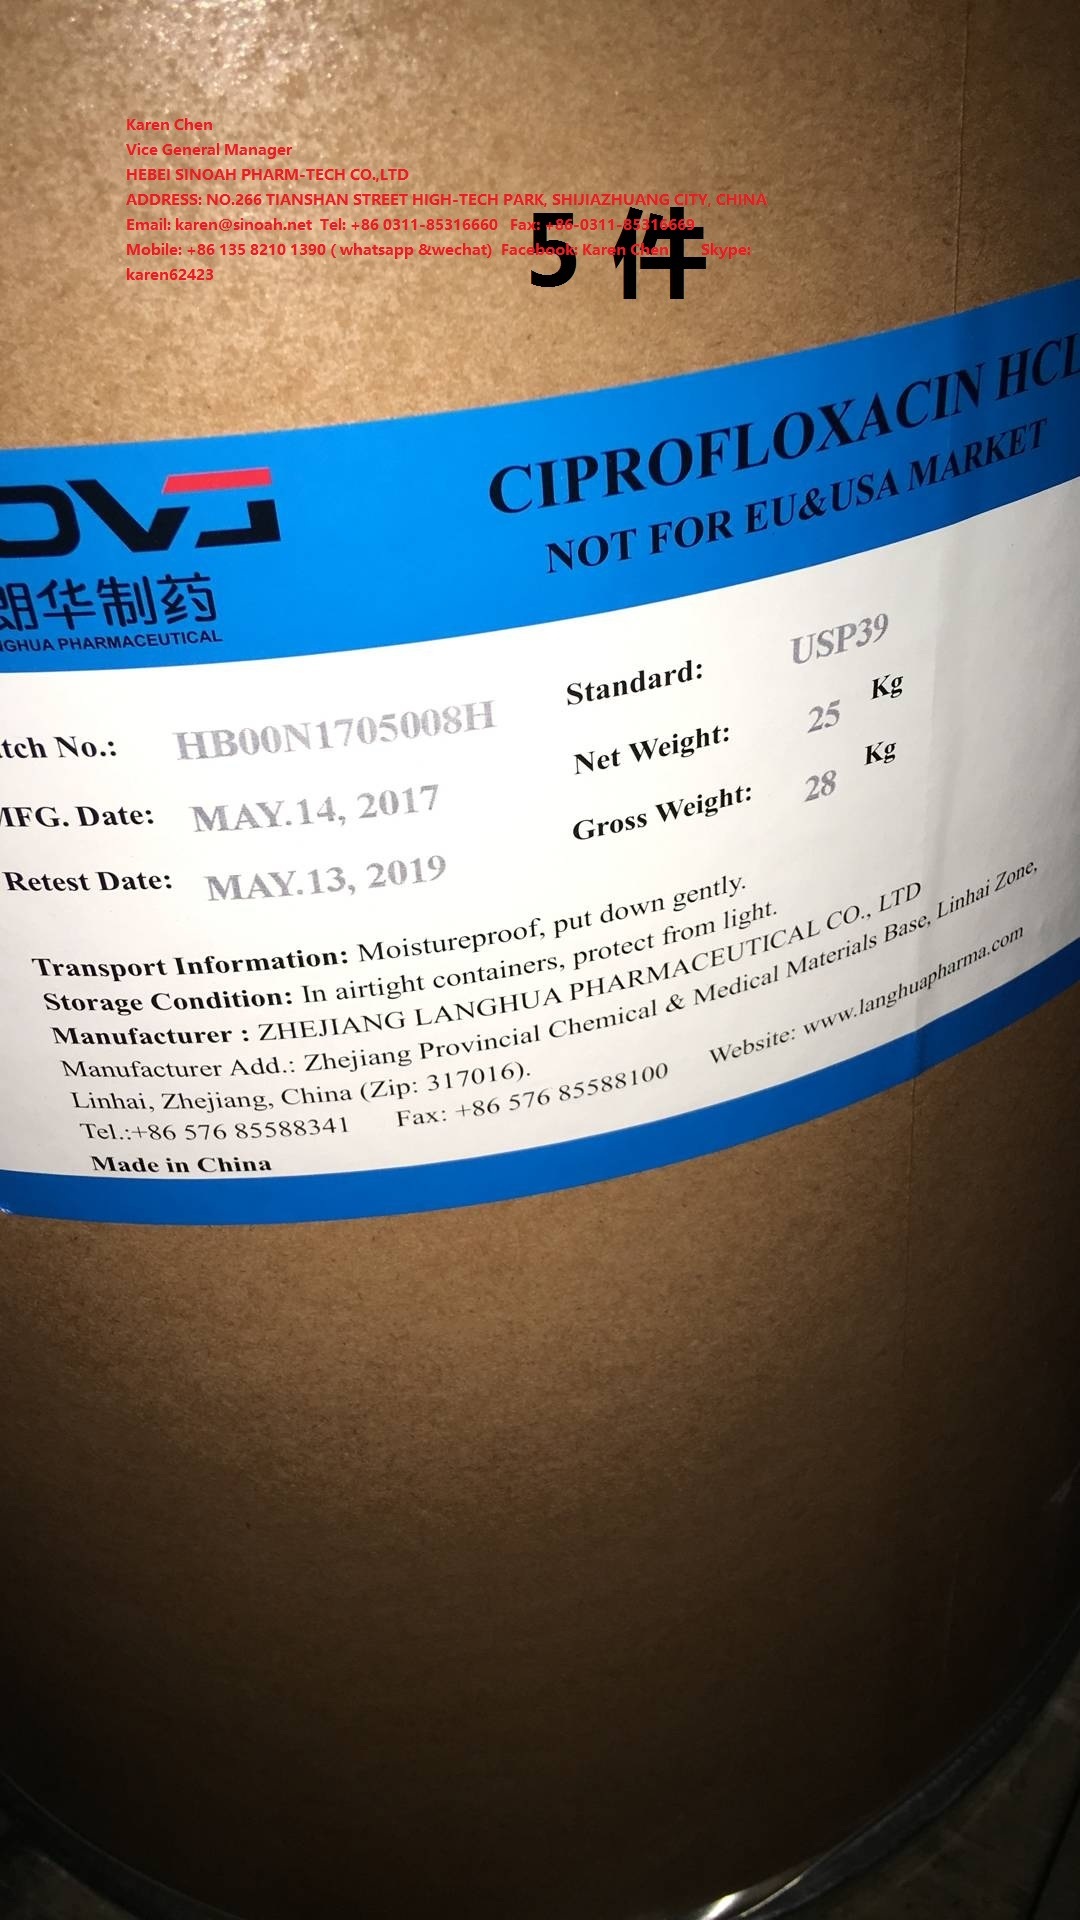 Karen Chen
Vice General Manager
HEBEI SINOAH PHARM-TECH CO.,LTD
ADDRESS: NO.266 TIANSHAN STREET HIGH-TECH PARK, SHIJIAZHUANG CITY, CHINA
Email: karen@sinoah.net Tel: +86 0311-85316660 Fax: +86-0311-85316669
Mobile: +86 135 8210 1390 ( whatsapp &wechat) Facebook: Karen Chen Skype:
karen62423
5 件
CIPROFLOXACIN HCL
NOT FOR EU&USA MARKET
朗华制药
NGHUA PHARMACEUTICAL
Standard: USP39
tch No.: HB00N1705008H
Net Weight: 25 Kg
MFG. Date: MAY.14, 2017
Gross Weight: 28 Kg
Retest Date: MAY.13, 2019
Transport Information: Moistureproof, put down gently.
Storage Condition: In airtight containers, protect from light.
Manufacturer : ZHEJIANG LANGHUA PHARMACEUTICAL CO., LTD
Manufacturer Add.: Zhejiang Provincial Chemical & Medical Materials Base, Linhai Zone,
Linhai, Zhejiang, China (Zip: 317016).
Tel.:+86 576 85588341 Fax: +86 576 85588100 Website: www.langhuapharma.com
Made in China